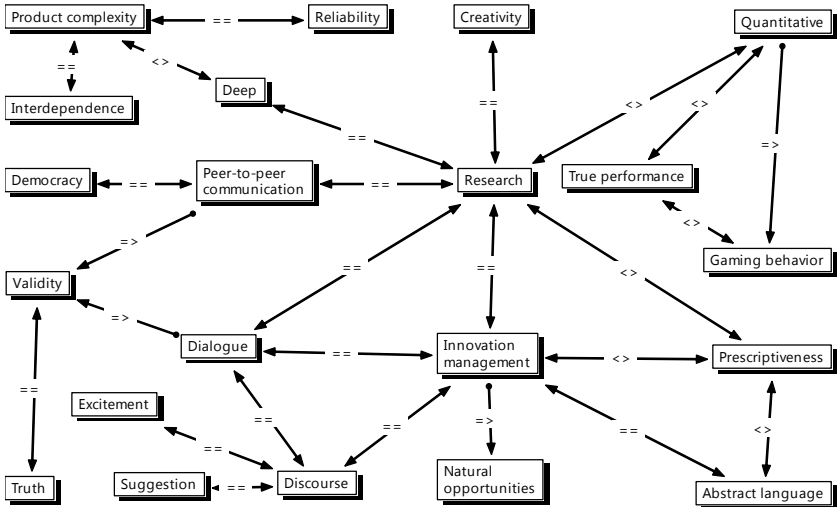 Product complexity
==
Reliability
Creativity
Quantitative
==
<>
Deep
Interdependence
==
<>
<>
==
=>
Democracy
==
Peer-to-peer
communication
==
Research
True performance
=>
<>
Validity
==
==
<>
Gaming behavior
=>
Dialogue
==
Innovation
management
<>
Prescriptiveness
==
Excitement
==
==
=>
==
<>
==
Truth
Suggestion
==
Discourse
Natural
opportunities
Abstract language